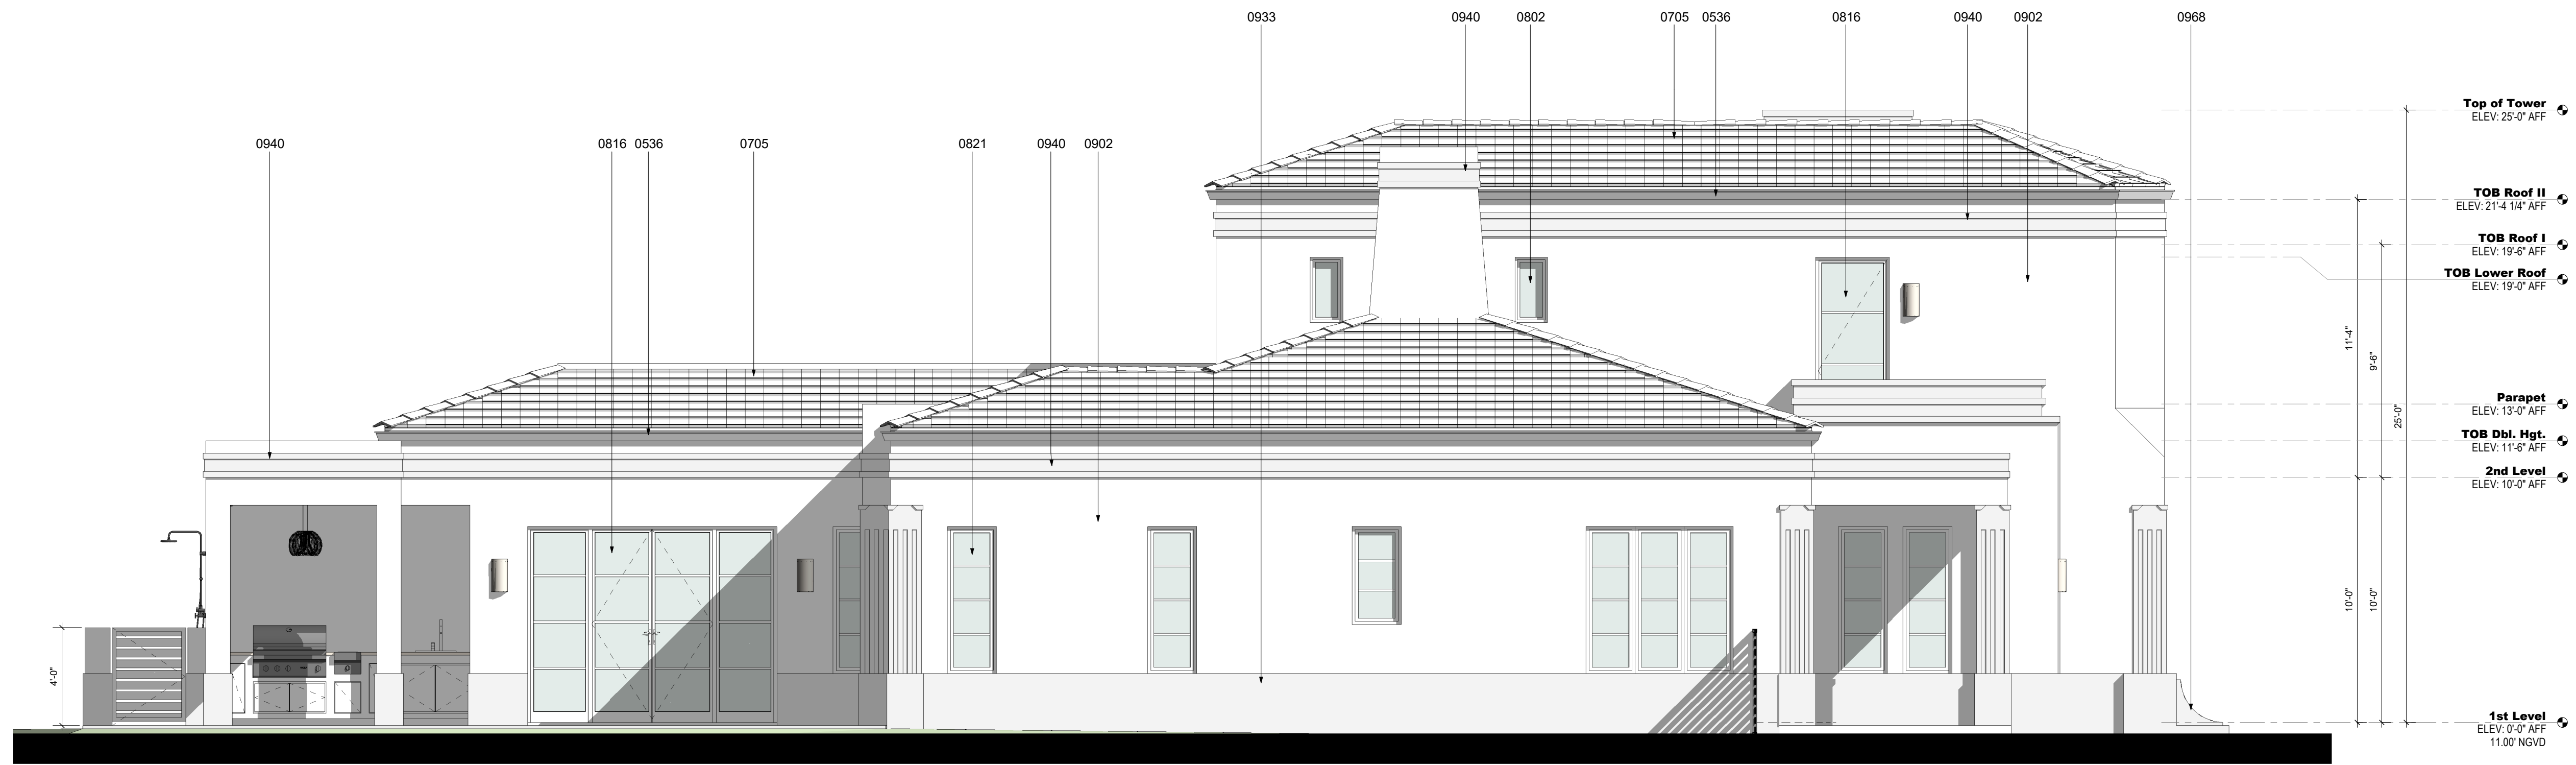 0933
0940
0802
0705
0536
0816
0940
0902
0968
0940
0816
0536
0705
0821
0940
0902
Top of Tower
ELEV: 25'-0" AFF
TOB Roof II
ELEV: 21'-4 1/4" AFF
TOB Roof I
ELEV: 19'-6" AFF
TOB Lower Roof
ELEV: 19'-0" AFF
Parapet
ELEV: 13'-0" AFF
TOB Dbl. Hgt.
ELEV: 11'-6" AFF
2nd Level
ELEV: 10'-0" AFF
1st Level
ELEV: 0'-0" AFF
11.00' NGVD
11'-4"
9'-6"
25'-0"
10'-0"
10'-0"
4'-0"